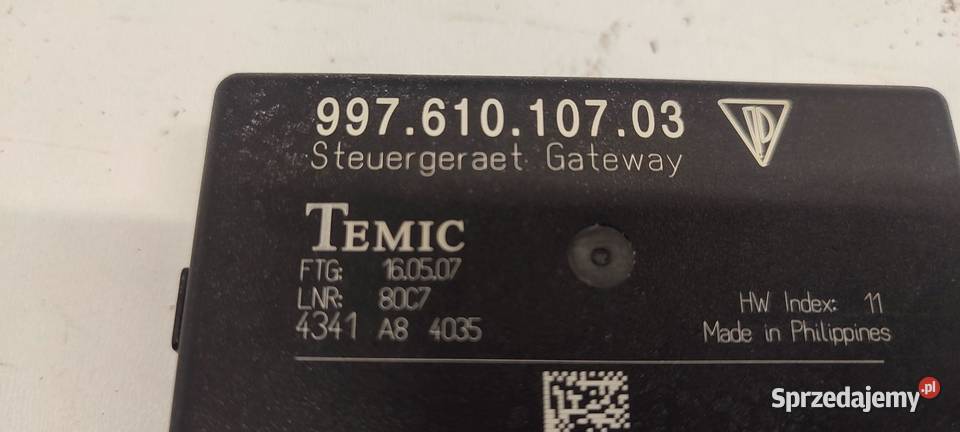 997.610.107.03
Steuergeraet Gateway
TEMIC
FTG: 16.05.07
LNR: 80C7
4341 A8 4035
HW Index: 11
Made in Philippines
Sprzedajemy.pl